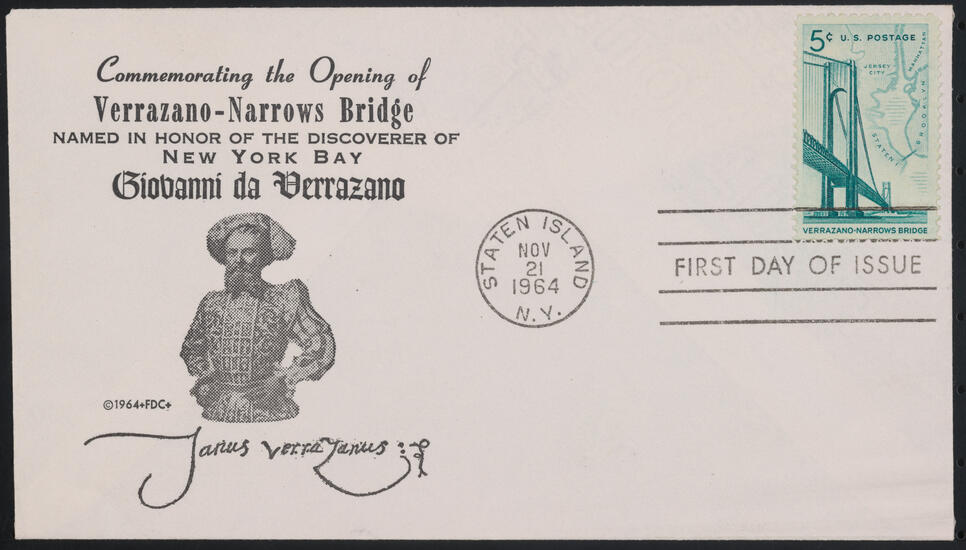 Commemorating the Opening of
Verrazano-Narrows Bridge
NAMED IN HONOR OF THE DISCOVERER OF
NEW YORK BAY
Giovanni da Verrazano
©1964+FDC+
Janus Verrazanus
5¢ U.S. POSTAGE
MANHATTAN
JERSEY
CITY
BROOKLYN
STATEN I
VERRAZANO-NARROWS BRIDGE
STATEN ISLAND
NOV
21
1964
N.Y.
FIRST DAY OF ISSUE